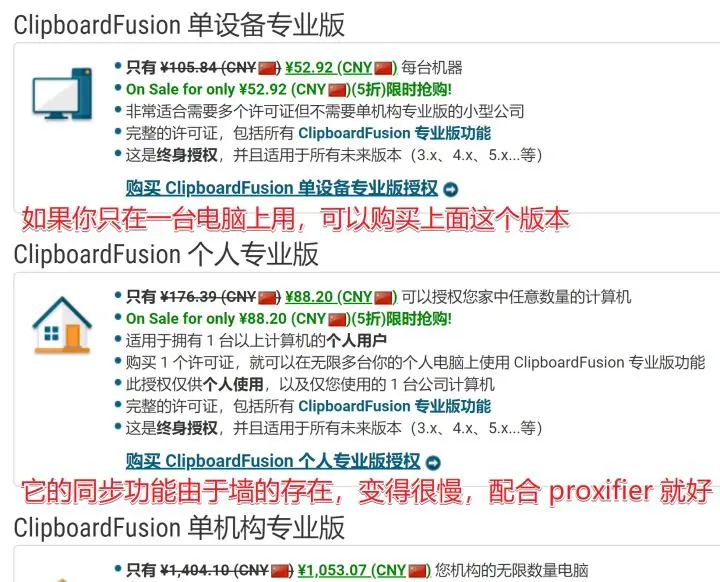 ClipboardFusion 单设备专业版
只有 ¥105.84 (CNY) ¥52.92 (CNY) 每台机器
On Sale for only ¥52.92 (CNY)(5折)限时抢购!
非常适合需要多个许可证但不需要单机构专业版的小型公司
完整的许可证，包括所有 ClipboardFusion 专业版功能
这是终身授权，并且适用于所有未来版本（3.x、4.x、5.x...等）
购买 ClipboardFusion 单设备专业版授权
如果你只在一台电脑上用，可以购买上面这个版本
ClipboardFusion 个人专业版
只有 ¥176.39 (CNY) ¥88.20 (CNY) 可以授权您家中任意数量的计算机
On Sale for only ¥88.20 (CNY)(5折)限时抢购!
适用于拥有 1 台以上计算机的个人用户
购买 1 个许可证，就可以在无限多台你的个人电脑上使用 ClipboardFusion 专业版功能
此授权仅供个人使用，以及仅您使用的 1 台公司计算机
完整的许可证，包括所有 ClipboardFusion 专业版功能
这是终身授权，并且适用于所有未来版本（3.x、4.x、5.x...等）
购买 ClipboardFusion 个人专业版授权
它的同步功能由于墙的存在，变得很慢，配合 proxifier 就好
ClipboardFusion 单机构专业版
只有 ¥1,404.10 (CNY) ¥1,053.07 (CNY) 您机构的无限数量电脑